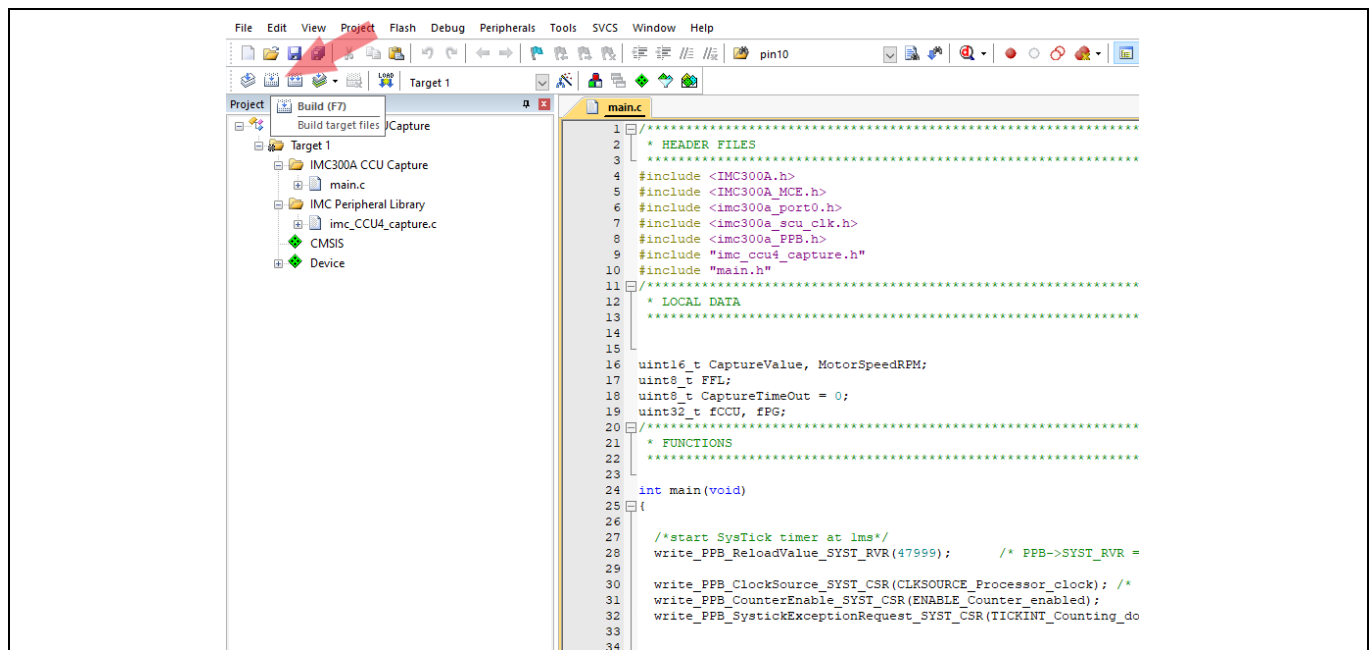 File Edit View Project Flash Debug Peripherals Tools SVCS Window Help
pin10
LOAD Target 1
Project
Build (F7)
Build target files
UCapture
Target 1
IMC300A CCU Capture
main.c
IMC Peripheral Library
imc_CCU4_capture.c
CMSIS
Device
main.c
1 /******************************************************************
2 * HEADER FILES
3 ******************************************************************
4 #include <IMC300A.h>
5 #include <IMC300A_MCE.h>
6 #include <imc300a_port0.h>
7 #include <imc300a_scu_clk.h>
8 #include <imc300a_PPB.h>
9 #include "imc_ccu4_capture.h"
10 #include "main.h"
11 /******************************************************************
12 * LOCAL DATA
13 ******************************************************************
14
15
16 uint16_t CaptureValue, MotorSpeedRPM;
17 uint8_t FFL;
18 uint8_t CaptureTimeOut = 0;
19 uint32_t fCCU, fPG;
20 /******************************************************************
21 * FUNCTIONS
22 ******************************************************************
23
24 int main(void)
25 {
26
27 /*start SysTick timer at 1ms*/
28 write_PPB_ReloadValue_SYST_RVR(47999); /* PPB->SYST_RVR =
29
30 write_PPB_ClockSource_SYST_CSR(CLKSOURCE_Processor_clock); /*
31 write_PPB_CounterEnable_SYST_CSR(ENABLE_Counter_enabled);
32 write_PPB_SystickExceptionRequest_SYST_CSR(TICKINT_Counting_do
33
34